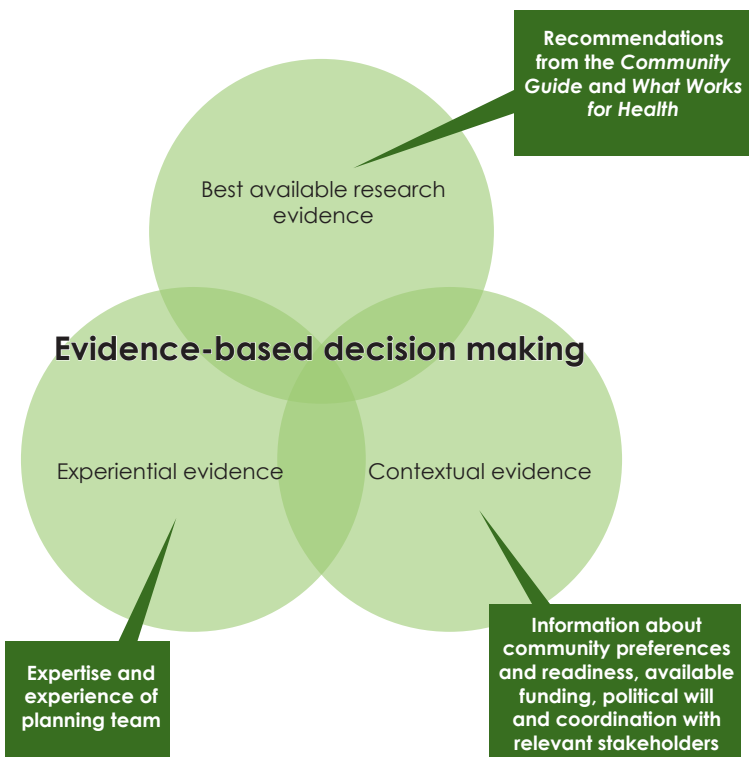 Recommendations
from the Community
Guide and What Works
for Health
Best available research
evidence
Evidence-based decision making
Experiential evidence
Contextual evidence
Expertise and
experience of
planning team
Information about
community preferences
and readiness, available
funding, political will
and coordination with
relevant stakeholders